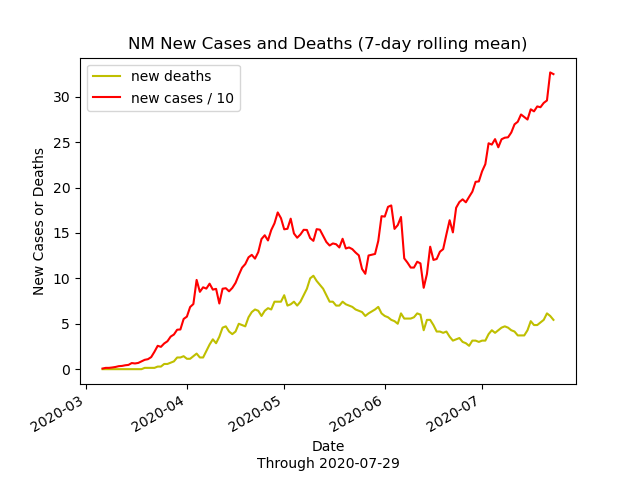 NM New Cases and Deaths (7-day rolling mean)
new deaths
new cases / 10
New Cases or Deaths
30
25
20
15
10
5
0
2020-03
2020-04
2020-05
2020-06
2020-07
Date
Through 2020-07-29